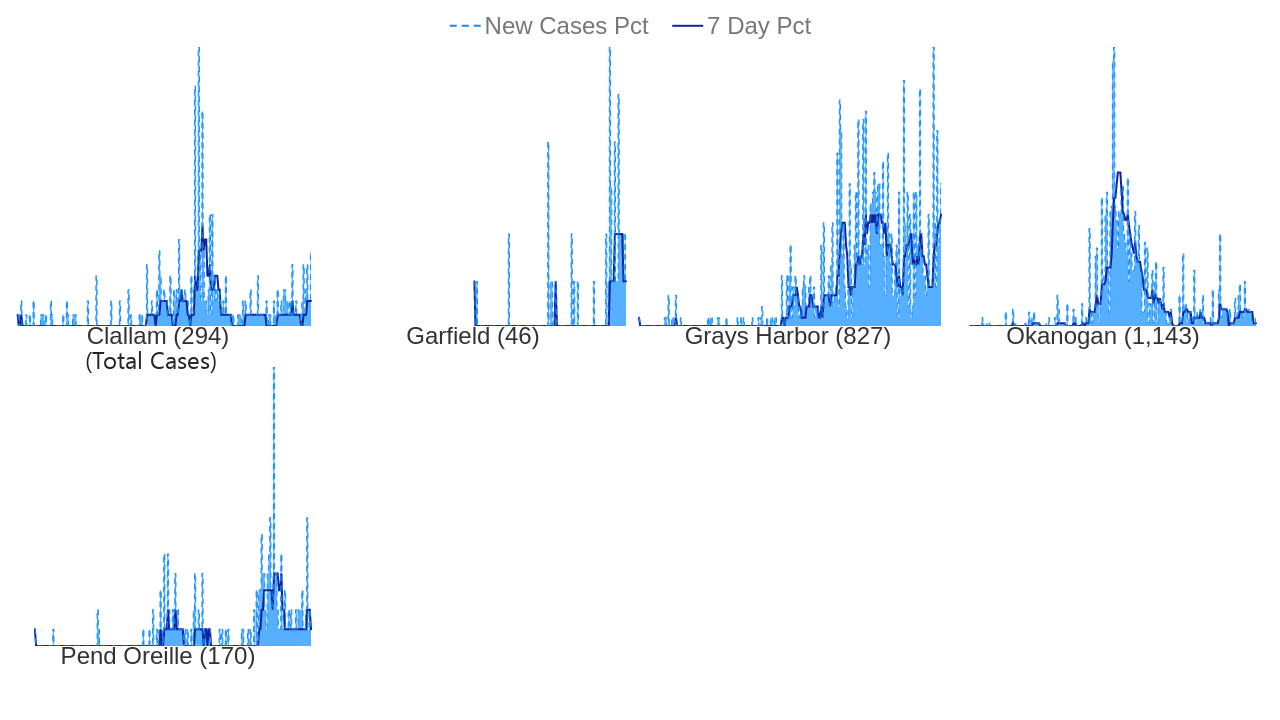 New Cases Pct 7 Day Pct
Clallam (294) Garfield (46) Grays Harbor (827) Okanogan (1,143)
(Total Cases)
Pend Oreille (170)